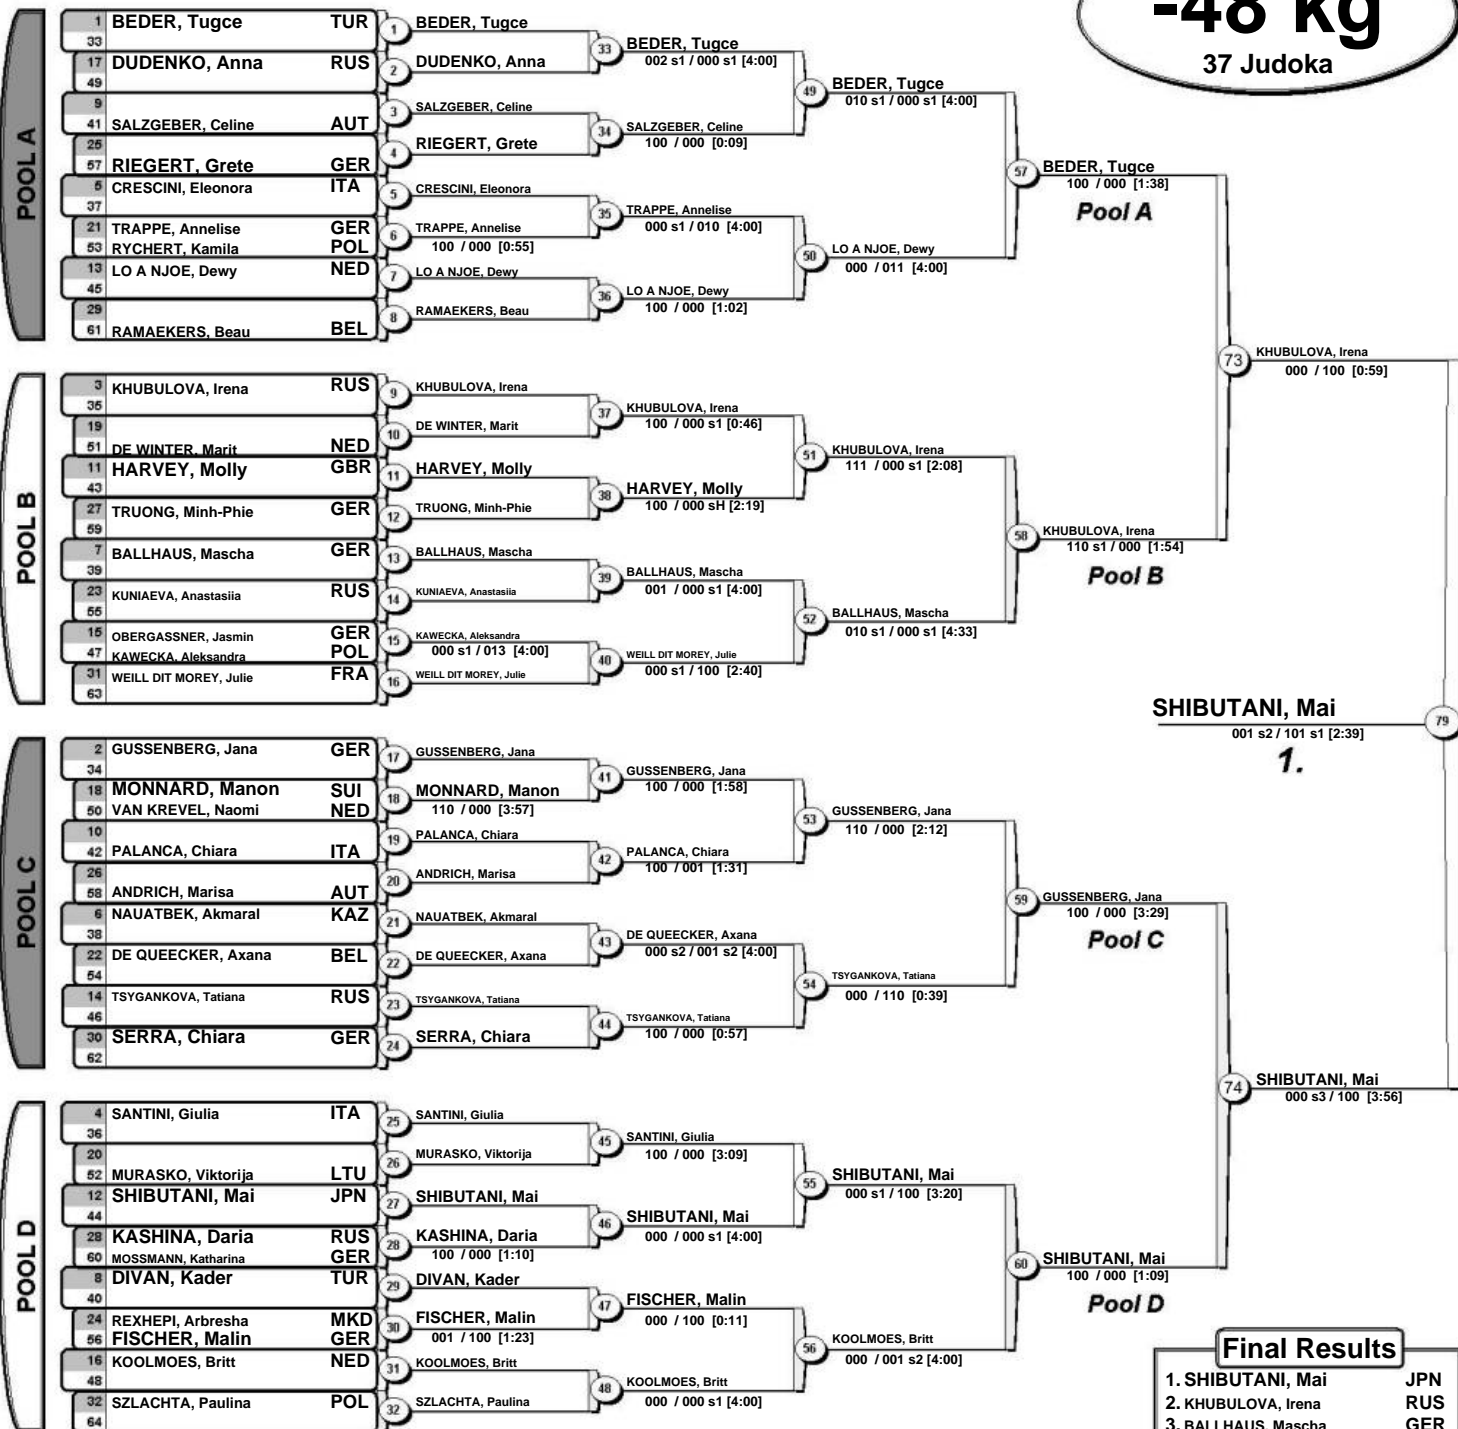 -48 kg
37 Judoka
POOL A
1 BEDER, Tugce TUR
33
17 DUDENKO, Anna RUS
49
9
41 SALZGEBER, Celine AUT
25
57 RIEGERT, Grete GER
5 CRESCINI, Eleonora ITA
37
21 TRAPPE, Annelise GER
53 RYCHERT, Kamila POL
13 LO A NJOE, Dewy NED
45
29
61 RAMAEKERS, Beau BEL
1 BEDER, Tugce
2 DUDENKO, Anna
3 SALZGEBER, Celine
4 RIEGERT, Grete
5 CRESCINI, Eleonora
6 TRAPPE, Annelise
100 / 000 [0:55]
7 LO A NJOE, Dewy
8 RAMAEKERS, Beau
33 BEDER, Tugce
002 s1 / 000 s1 [4:00]
34 SALZGEBER, Celine
100 / 000 [0:09]
35 TRAPPE, Annelise
000 s1 / 010 [4:00]
36 LO A NJOE, Dewy
100 / 000 [1:02]
49 BEDER, Tugce
010 s1 / 000 s1 [4:00]
50 LO A NJOE, Dewy
000 / 011 [4:00]
57 BEDER, Tugce
100 / 000 [1:38]
Pool A
POOL B
3 KHUBULOVA, Irena RUS
35
19
51 DE WINTER, Marit NED
11 HARVEY, Molly GBR
43
27 TRUONG, Minh-Phie GER
59
7 BALLHAUS, Mascha GER
39
23 KUNIAEVA, Anastasiia RUS
55
15 OBERGASSNER, Jasmin GER
47 KAWECKA, Aleksandra POL
31 WEILL DIT MOREY, Julie FRA
63
9 KHUBULOVA, Irena
10 DE WINTER, Marit
11 HARVEY, Molly
12 TRUONG, Minh-Phie
13 BALLHAUS, Mascha
14 KUNIAEVA, Anastasiia
15 KAWECKA, Aleksandra
000 s1 / 013 [4:00]
16 WEILL DIT MOREY, Julie
37 KHUBULOVA, Irena
100 / 000 s1 [0:46]
38 HARVEY, Molly
100 / 000 sH [2:19]
39 BALLHAUS, Mascha
001 / 000 s1 [4:00]
40 WEILL DIT MOREY, Julie
000 s1 / 100 [2:40]
51 KHUBULOVA, Irena
111 / 000 s1 [2:08]
52 BALLHAUS, Mascha
010 s1 / 000 s1 [4:33]
58 KHUBULOVA, Irena
110 s1 / 000 [1:54]
Pool B
73 KHUBULOVA, Irena
000 / 100 [0:59]
SHIBUTANI, Mai 79
001 s2 / 101 s1 [2:39]
1.
POOL C
2 GUSSENBERG, Jana GER
34
18 MONNARD, Manon SUI
50 VAN KREVEL, Naomi NED
10
42 PALANCA, Chiara ITA
26
58 ANDRICH, Marisa AUT
6 NAUATBEK, Akmaral KAZ
38
22 DE QUEECKER, Axana BEL
54
14 TSYGANKOVA, Tatiana RUS
46
30 SERRA, Chiara GER
62
17 GUSSENBERG, Jana
18 MONNARD, Manon
110 / 000 [3:57]
19 PALANCA, Chiara
20 ANDRICH, Marisa
21 NAUATBEK, Akmaral
22 DE QUEECKER, Axana
23 TSYGANKOVA, Tatiana
24 SERRA, Chiara
41 GUSSENBERG, Jana
100 / 000 [1:58]
42 PALANCA, Chiara
100 / 001 [1:31]
43 DE QUEECKER, Axana
000 s2 / 001 s2 [4:00]
44 TSYGANKOVA, Tatiana
100 / 000 [0:57]
53 GUSSENBERG, Jana
110 / 000 [2:12]
54 TSYGANKOVA, Tatiana
000 / 110 [0:39]
59 GUSSENBERG, Jana
100 / 000 [3:29]
Pool C
POOL D
4 SANTINI, Giulia ITA
36
20
52 MURASKO, Viktorija LTU
12 SHIBUTANI, Mai JPN
44
28 KASHINA, Daria RUS
60 MOSSMANN, Katharina GER
8 DIVAN, Kader TUR
40
24 REXHEPI, Arbresha MKD
56 FISCHER, Malin GER
16 KOOLMOES, Britt NED
48
32 SZLACHTA, Paulina POL
64
25 SANTINI, Giulia
26 MURASKO, Viktorija
27 SHIBUTANI, Mai
28 KASHINA, Daria
100 / 000 [1:10]
29 DIVAN, Kader
30 FISCHER, Malin
001 / 100 [1:23]
31 KOOLMOES, Britt
32 SZLACHTA, Paulina
45 SANTINI, Giulia
100 / 000 [3:09]
46 SHIBUTANI, Mai
000 / 000 s1 [4:00]
47 FISCHER, Malin
000 / 100 [0:11]
48 KOOLMOES, Britt
000 / 000 s1 [4:00]
55 SHIBUTANI, Mai
000 s1 / 100 [3:20]
56 KOOLMOES, Britt
000 / 001 s2 [4:00]
60 SHIBUTANI, Mai
100 / 000 [1:09]
Pool D
74 SHIBUTANI, Mai
000 s3 / 100 [3:56]
Final Results
1. SHIBUTANI, Mai JPN
2. KHUBULOVA, Irena RUS
3. BALLHAUS, Mascha GER